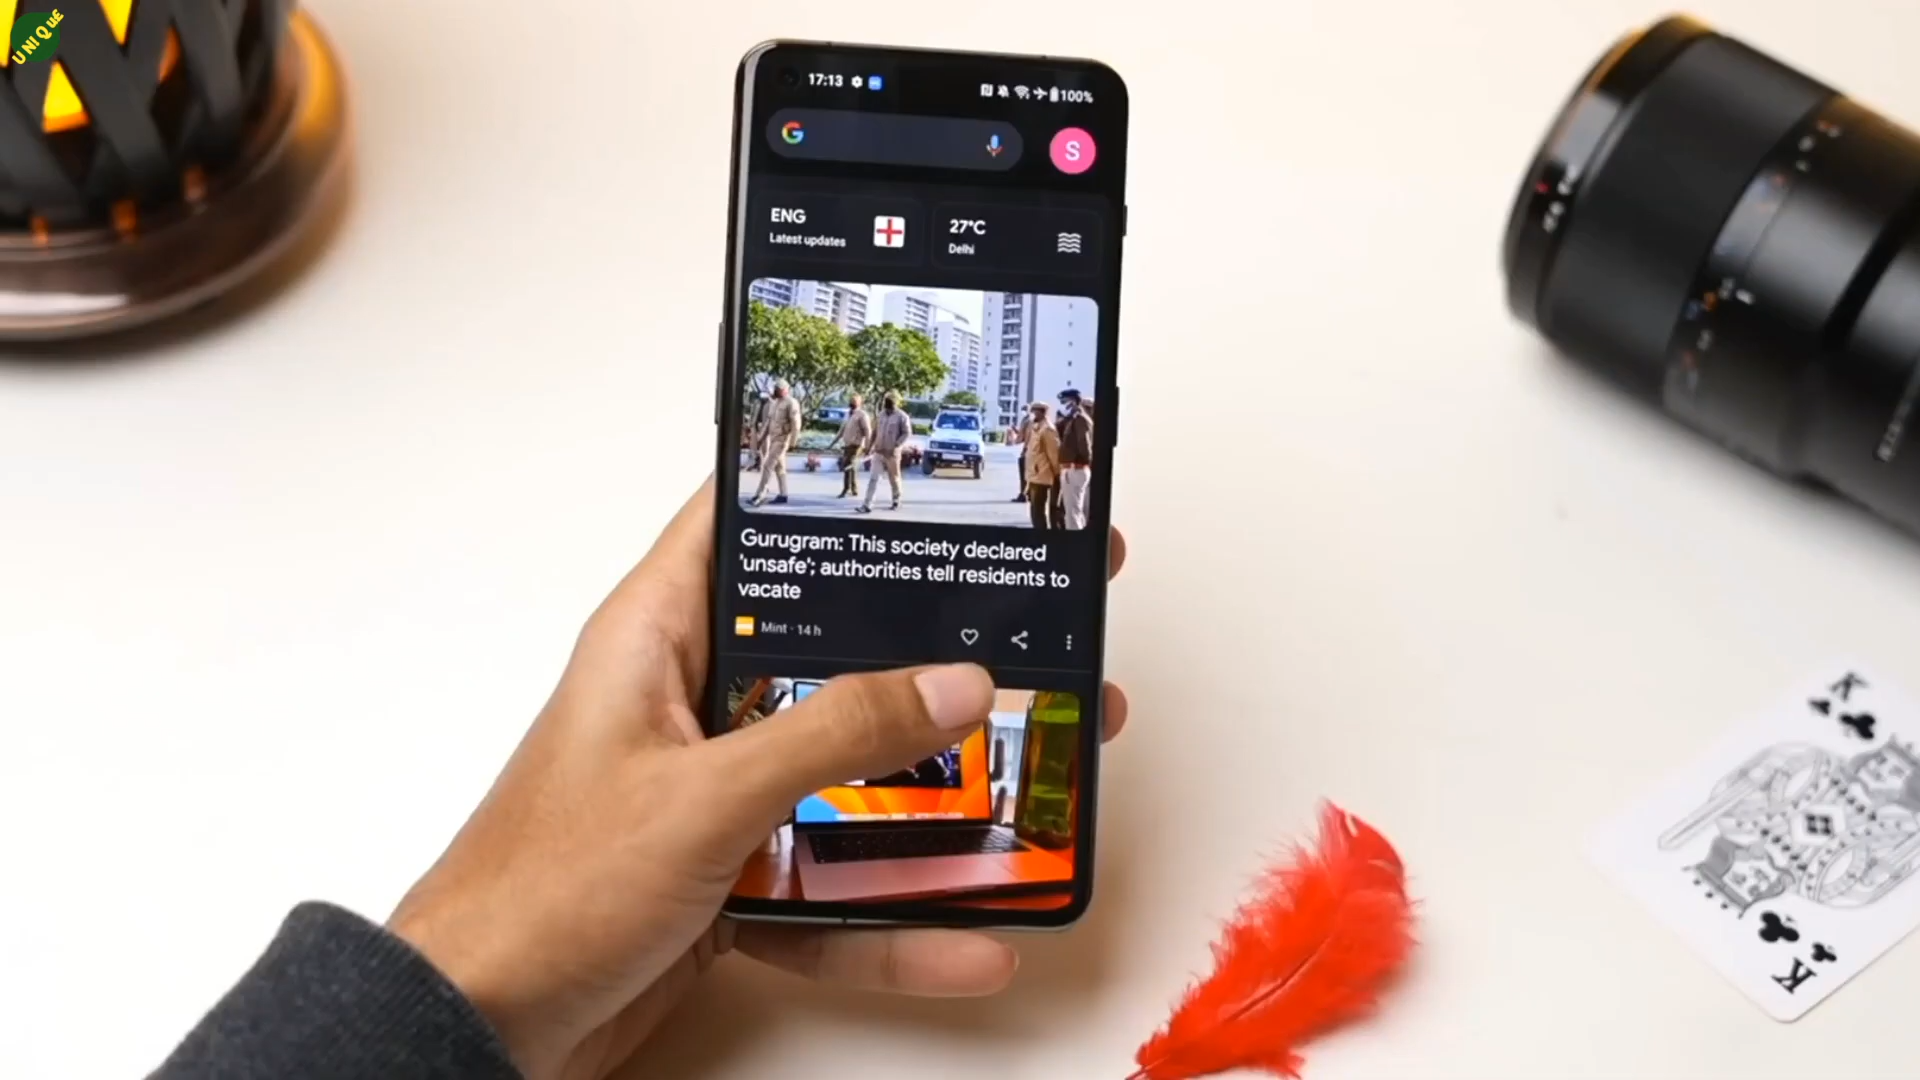 UNIQUE
17:13
100%
G
S
ENG
Latest updates
27°C
Delhi
Gurugram: This society declared
'unsafe'; authorities tell residents to
vacate
Mint · 14 h
K
K